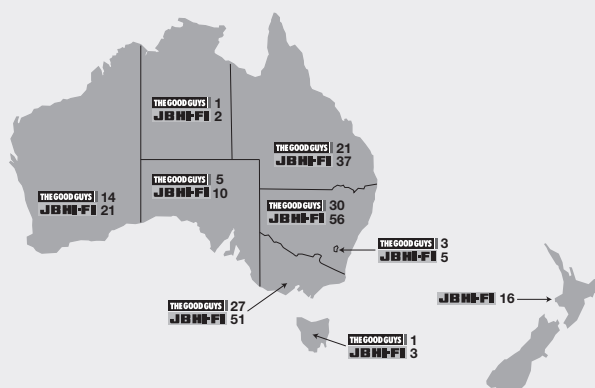 THE GOOD GUYS 1
JB HI-FI 2
THE GOOD GUYS 21
JB HI-FI 37
THE GOOD GUYS 5
JB HI-FI 10
THE GOOD GUYS 14
JB HI-FI 21
THE GOOD GUYS 30
JB HI-FI 56
THE GOOD GUYS 3
JB HI-FI 5
THE GOOD GUYS 27
JB HI-FI 51
JB HI-FI 16
THE GOOD GUYS 1
JB HI-FI 3